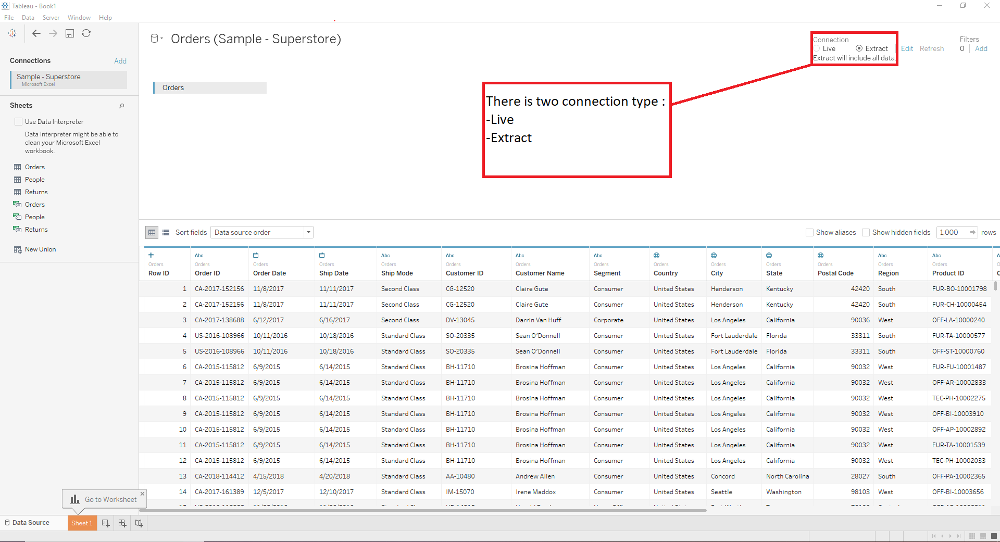 Tableau - Book1
File Data Server Window Help
Connections Add
Sample - Superstore
Microsoft Excel
Sheets
Use Data Interpreter
Data Interpreter might be able to
clean your Microsoft Excel
workbook.
Orders
People
Returns
Orders
People
Returns
New Union
Orders (Sample - Superstore)
Connection
Live Extract Edit Refresh
Extract will include all data.
Filters
0 Add
Orders
There is two connection type :
-Live
-Extract
Sort fields Data source order Show aliases Show hidden fields 1,000 rows
# Abc Abc Abc Abc Abc Abc Abc
Orders Orders Orders Orders Orders Orders Orders Orders Orders Orders Orders Orders Orders
Row ID Order ID Order Date Ship Date Ship Mode Customer ID Customer Name Segment Country City State Postal Code Region Product ID
1 CA-2017-152156 11/8/2017 11/11/2017 Second Class CG-12520 Claire Gute Consumer United States Henderson Kentucky 42420 South FUR-BO-10001798
2 CA-2017-152156 11/8/2017 11/11/2017 Second Class CG-12520 Claire Gute Consumer United States Henderson Kentucky 42420 South FUR-CH-10000454
3 CA-2017-138688 6/12/2017 6/16/2017 Second Class DV-13045 Darrin Van Huff Corporate United States Los Angeles California 90036 West OFF-LA-10000240
4 US-2016-108966 10/11/2016 10/18/2016 Standard Class SO-20335 Sean O'Donnell Consumer United States Fort Lauderdale Florida 33311 South FUR-TA-10000577
5 US-2016-108966 10/11/2016 10/18/2016 Standard Class SO-20335 Sean O'Donnell Consumer United States Fort Lauderdale Florida 33311 South OFF-ST-10000760
6 CA-2015-115812 6/9/2015 6/14/2015 Standard Class BH-11710 Brosina Hoffman Consumer United States Los Angeles California 90032 West FUR-FU-10001487
7 CA-2015-115812 6/9/2015 6/14/2015 Standard Class BH-11710 Brosina Hoffman Consumer United States Los Angeles California 90032 West OFF-AR-10002833
8 CA-2015-115812 6/9/2015 6/14/2015 Standard Class BH-11710 Brosina Hoffman Consumer United States Los Angeles California 90032 West TEC-PH-10002275
9 CA-2015-115812 6/9/2015 6/14/2015 Standard Class BH-11710 Brosina Hoffman Consumer United States Los Angeles California 90032 West OFF-BI-10003910
10 CA-2015-115812 6/9/2015 6/14/2015 Standard Class BH-11710 Brosina Hoffman Consumer United States Los Angeles California 90032 West OFF-AP-10002892
11 CA-2015-115812 6/9/2015 6/14/2015 Standard Class BH-11710 Brosina Hoffman Consumer United States Los Angeles California 90032 West FUR-TA-10001539
12 CA-2015-115812 6/9/2015 6/14/2015 Standard Class BH-11710 Brosina Hoffman Consumer United States Los Angeles California 90032 West TEC-PH-10002033
13 CA-2018-114412 4/15/2018 4/20/2018 Standard Class AA-10480 Andrew Allen Consumer United States Concord North Carolina 28027 South OFF-PA-10002365
14 CA-2017-161389 12/5/2017 12/10/2017 Standard Class IM-15070 Irene Maddox Consumer United States Seattle Washington 98103 West OFF-BI-10003656
Go to Worksheet
Data Source Sheet 1